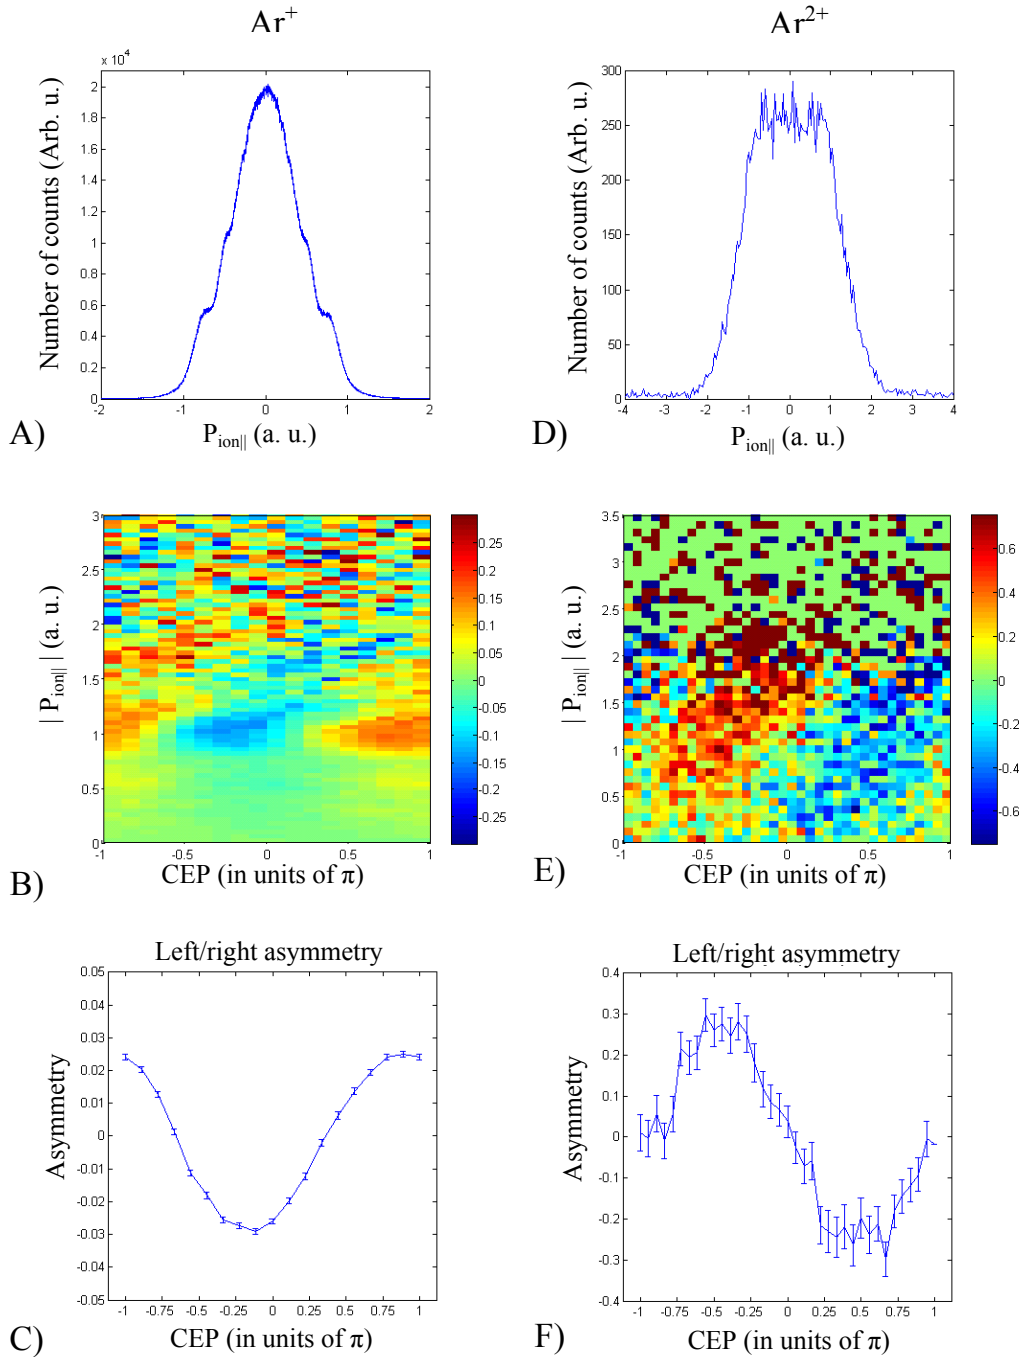 Ar+
Ar2+
× 10^4
Number of counts (Arb. u.)
2
1.8
1.6
1.4
1.2
1
0.8
0.6
0.4
0.2
0
-2 -1 0 1 2
P_ion|| (a. u.)
A)
Number of counts (Arb. u.)
300
250
200
150
100
50
0
-4 -3 -2 -1 0 1 2 3 4
P_ion|| (a. u.)
D)
| P_ion|| | (a. u.)
3
2.5
2
1.5
1
0.5
0
-1 -0.5 0 0.5 1
0.25
0.2
0.15
0.1
0.05
0
-0.05
-0.1
-0.15
-0.2
-0.25
CEP (in units of π)
B)
| P_ion|| | (a. u.)
3.5
3
2.5
2
1.5
1
0.5
0
-1 -0.5 0 0.5 1
0.6
0.4
0.2
0
-0.2
-0.4
-0.6
CEP (in units of π)
E)
Left/right asymmetry
Asymmetry
0.05
0.04
0.03
0.02
0.01
0
-0.01
-0.02
-0.03
-0.04
-0.05
-1 -0.75 -0.5 -0.25 0 0.25 0.5 0.75 1
CEP (in units of π)
C)
Left/right asymmetry
Asymmetry
0.4
0.3
0.2
0.1
0
-0.1
-0.2
-0.3
-0.4
-1 -0.75 -0.5 -0.25 0 0.25 0.5 0.75 1
CEP (in units of π)
F)